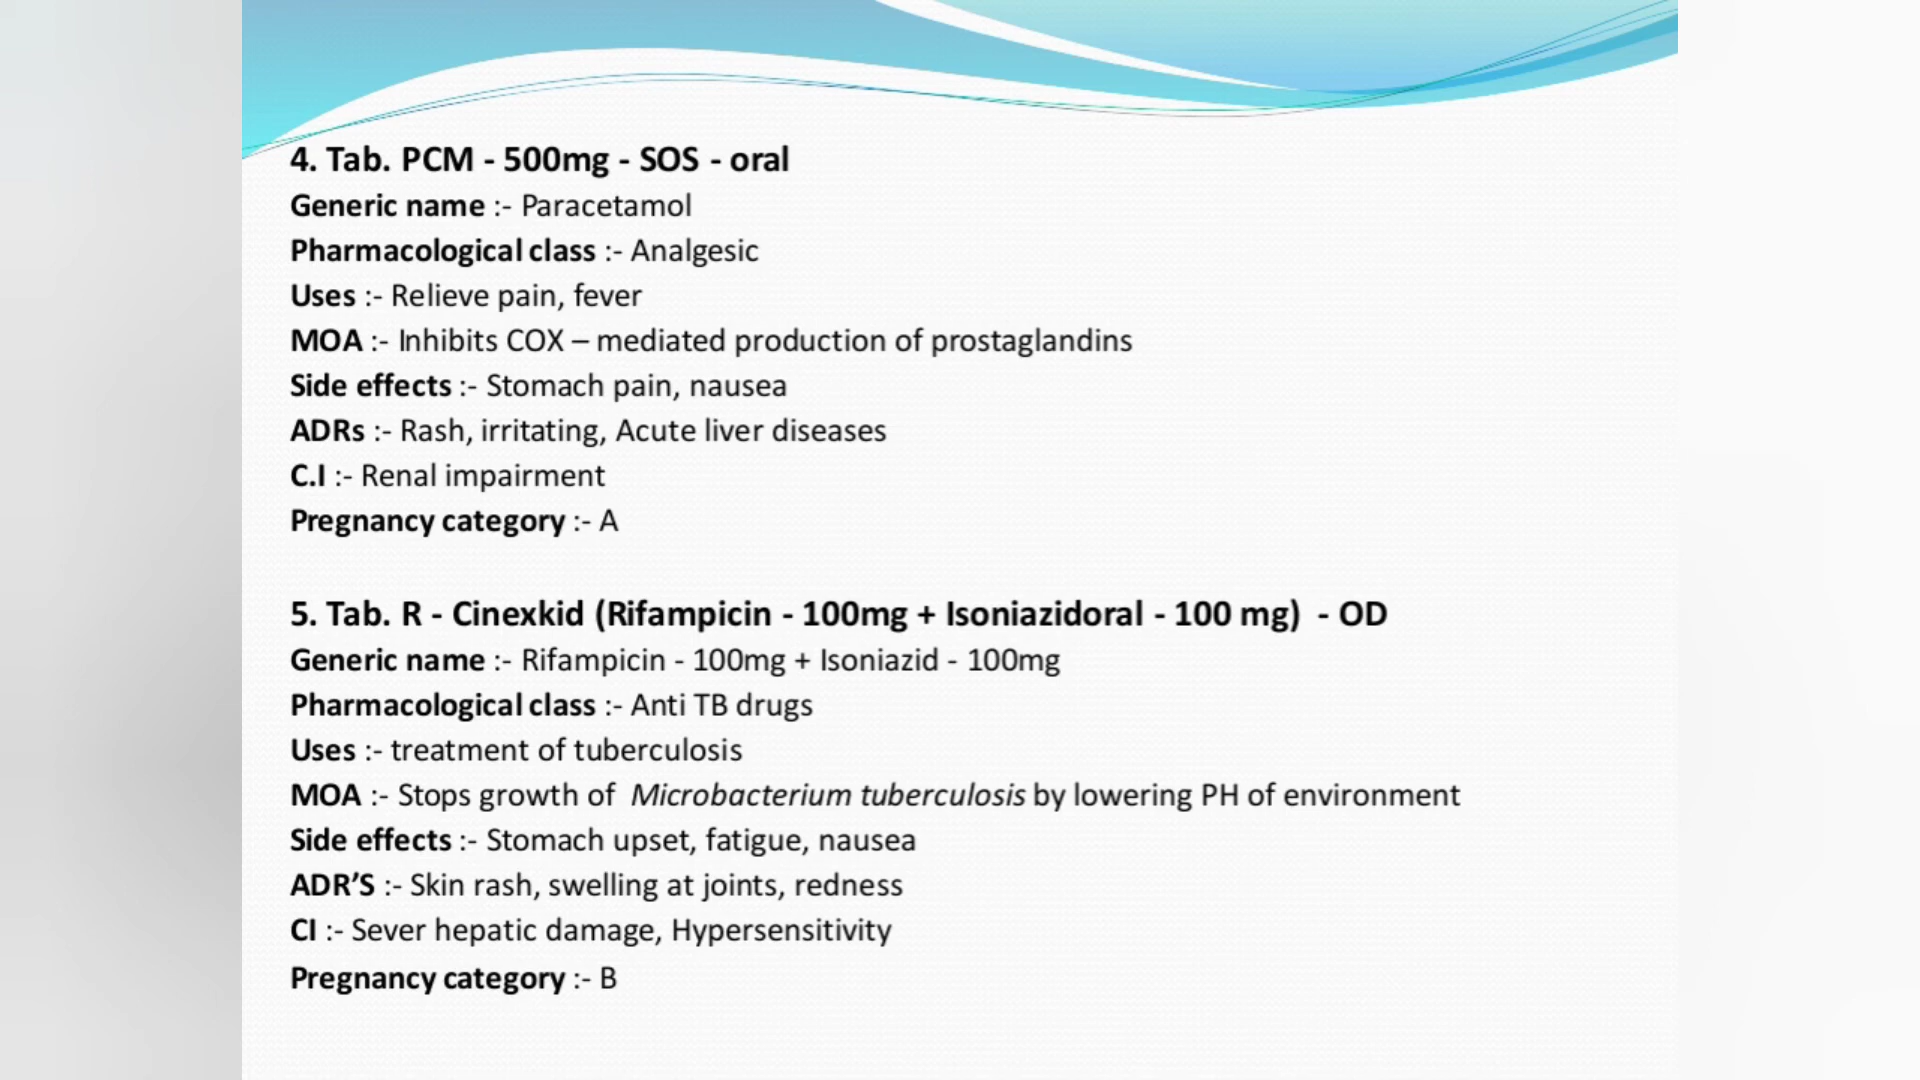 4. Tab. PCM - 500mg - SOS - oral
Generic name :- Paracetamol
Pharmacological class :- Analgesic
Uses :- Relieve pain, fever
MOA :- Inhibits COX – mediated production of prostaglandins
Side effects :- Stomach pain, nausea
ADRs :- Rash, irritating, Acute liver diseases
C.I :- Renal impairment
Pregnancy category :- A
5. Tab. R - Cinexkid (Rifampicin - 100mg + Isoniazidoral - 100 mg) - OD
Generic name :- Rifampicin - 100mg + Isoniazid - 100mg
Pharmacological class :- Anti TB drugs
Uses :- treatment of tuberculosis
MOA :- Stops growth of Microbacterium tuberculosis by lowering PH of environment
Side effects :- Stomach upset, fatigue, nausea
ADR’S :- Skin rash, swelling at joints, redness
CI :- Sever hepatic damage, Hypersensitivity
Pregnancy category :- B